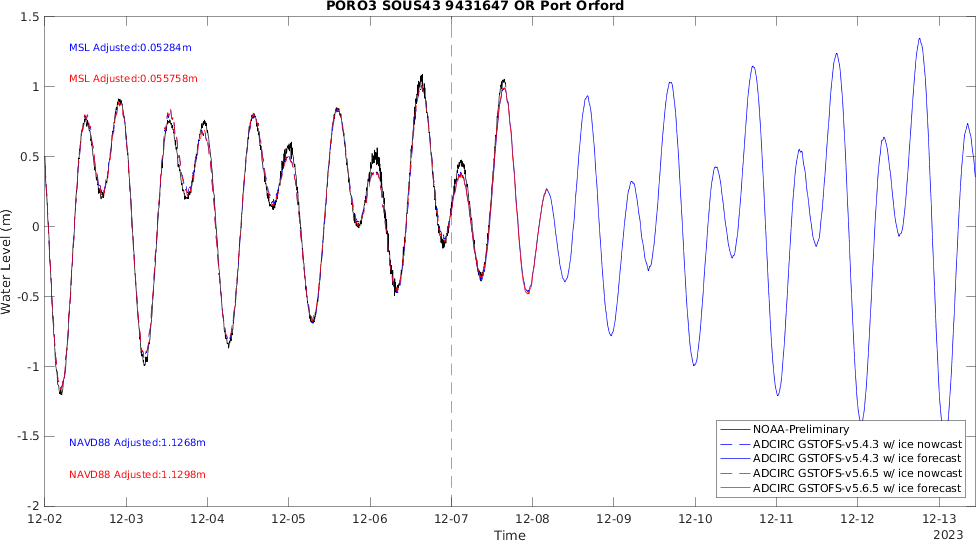 PORO3 SOUS43 9431647 OR Port Orford
MSL Adjusted:0.05284m
MSL Adjusted:0.055758m
NAVD88 Adjusted:1.1268m
NAVD88 Adjusted:1.1298m
Water Level (m)
1.5
1
0.5
0
-0.5
-1
-1.5
-2
NOAA-Preliminary
ADCIRC GSTOFS-v5.4.3 w/ ice nowcast
ADCIRC GSTOFS-v5.4.3 w/ ice forecast
ADCIRC GSTOFS-v5.6.5 w/ ice nowcast
ADCIRC GSTOFS-v5.6.5 w/ ice forecast
12-02 12-03 12-04 12-05 12-06 12-07 12-08 12-09 12-10 12-11 12-12 12-13
Time
2023